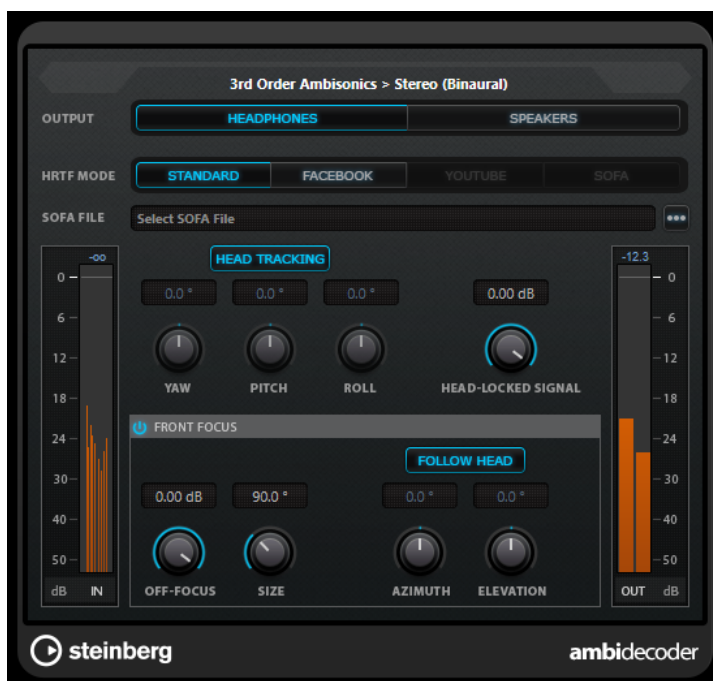 3rd Order Ambisonics > Stereo (Binaural)
OUTPUT HEADPHONES SPEAKERS
HRTF MODE STANDARD FACEBOOK YOUTUBE SOFA
SOFA FILE Select SOFA File
-∞ HEAD TRACKING -12.3
0 0.0 ° 0.0 ° 0.0 ° 0.00 dB 0
6 6
12 12
YAW PITCH ROLL HEAD-LOCKED SIGNAL
18 18
FRONT FOCUS
24 24
FOLLOW HEAD
30 30
0.00 dB 90.0 ° 0.0 ° 0.0 °
40 40
50 50
dB IN OFF-FOCUS SIZE AZIMUTH ELEVATION OUT dB
steinberg ambidecoder